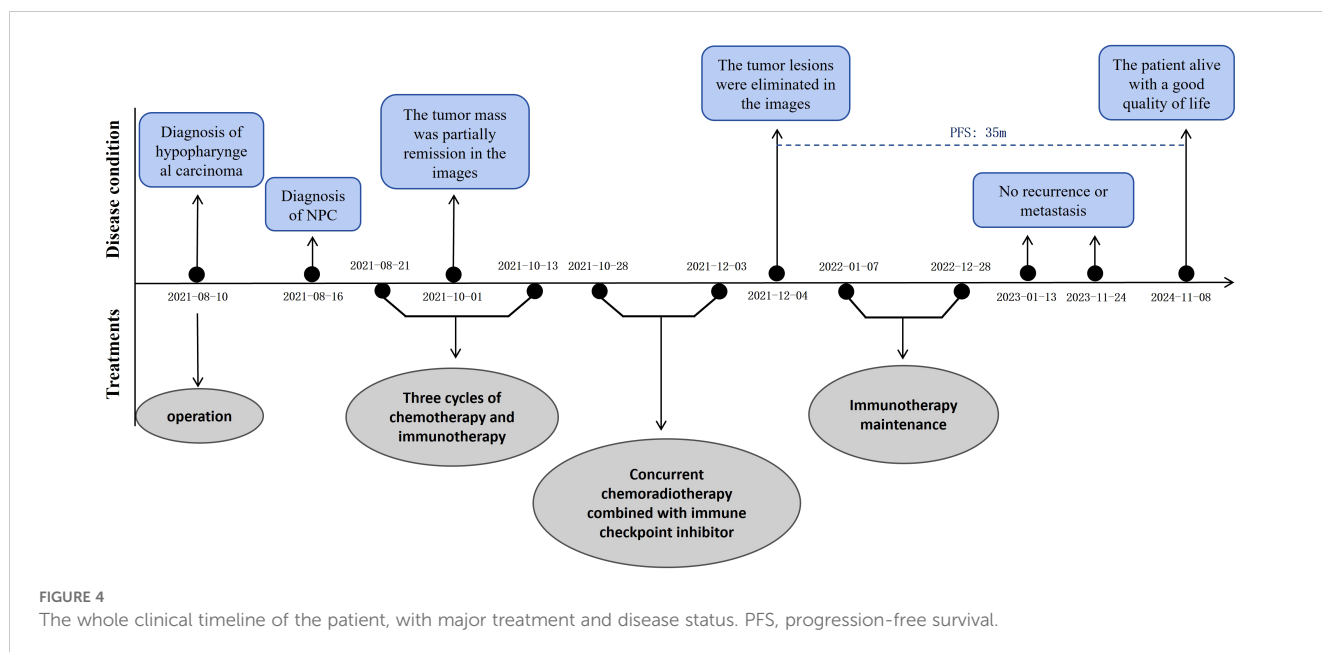 Disease condition
Treatments
Diagnosis of
hypopharynge
al carcinoma
Diagnosis
of NPC
The tumor mass
was partially
remission in the
images
The tumor lesions
were eliminated in
the images
The patient alive
with a good
quality of life
PFS: 35m
No recurrence or
metastasis
2021-08-10
2021-08-16
2021-08-21
2021-10-01
2021-10-13
2021-10-28
2021-12-03
2021-12-04
2022-01-07
2022-12-28
2023-01-13
2023-11-24
2024-11-08
operation
Three cycles of
chemotherapy and
immunotherapy
Concurrent
chemoradiotherapy
combined with immune
checkpoint inhibitor
Immunotherapy
maintenance
FIGURE 4
The whole clinical timeline of the patient, with major treatment and disease status. PFS, progression-free survival.